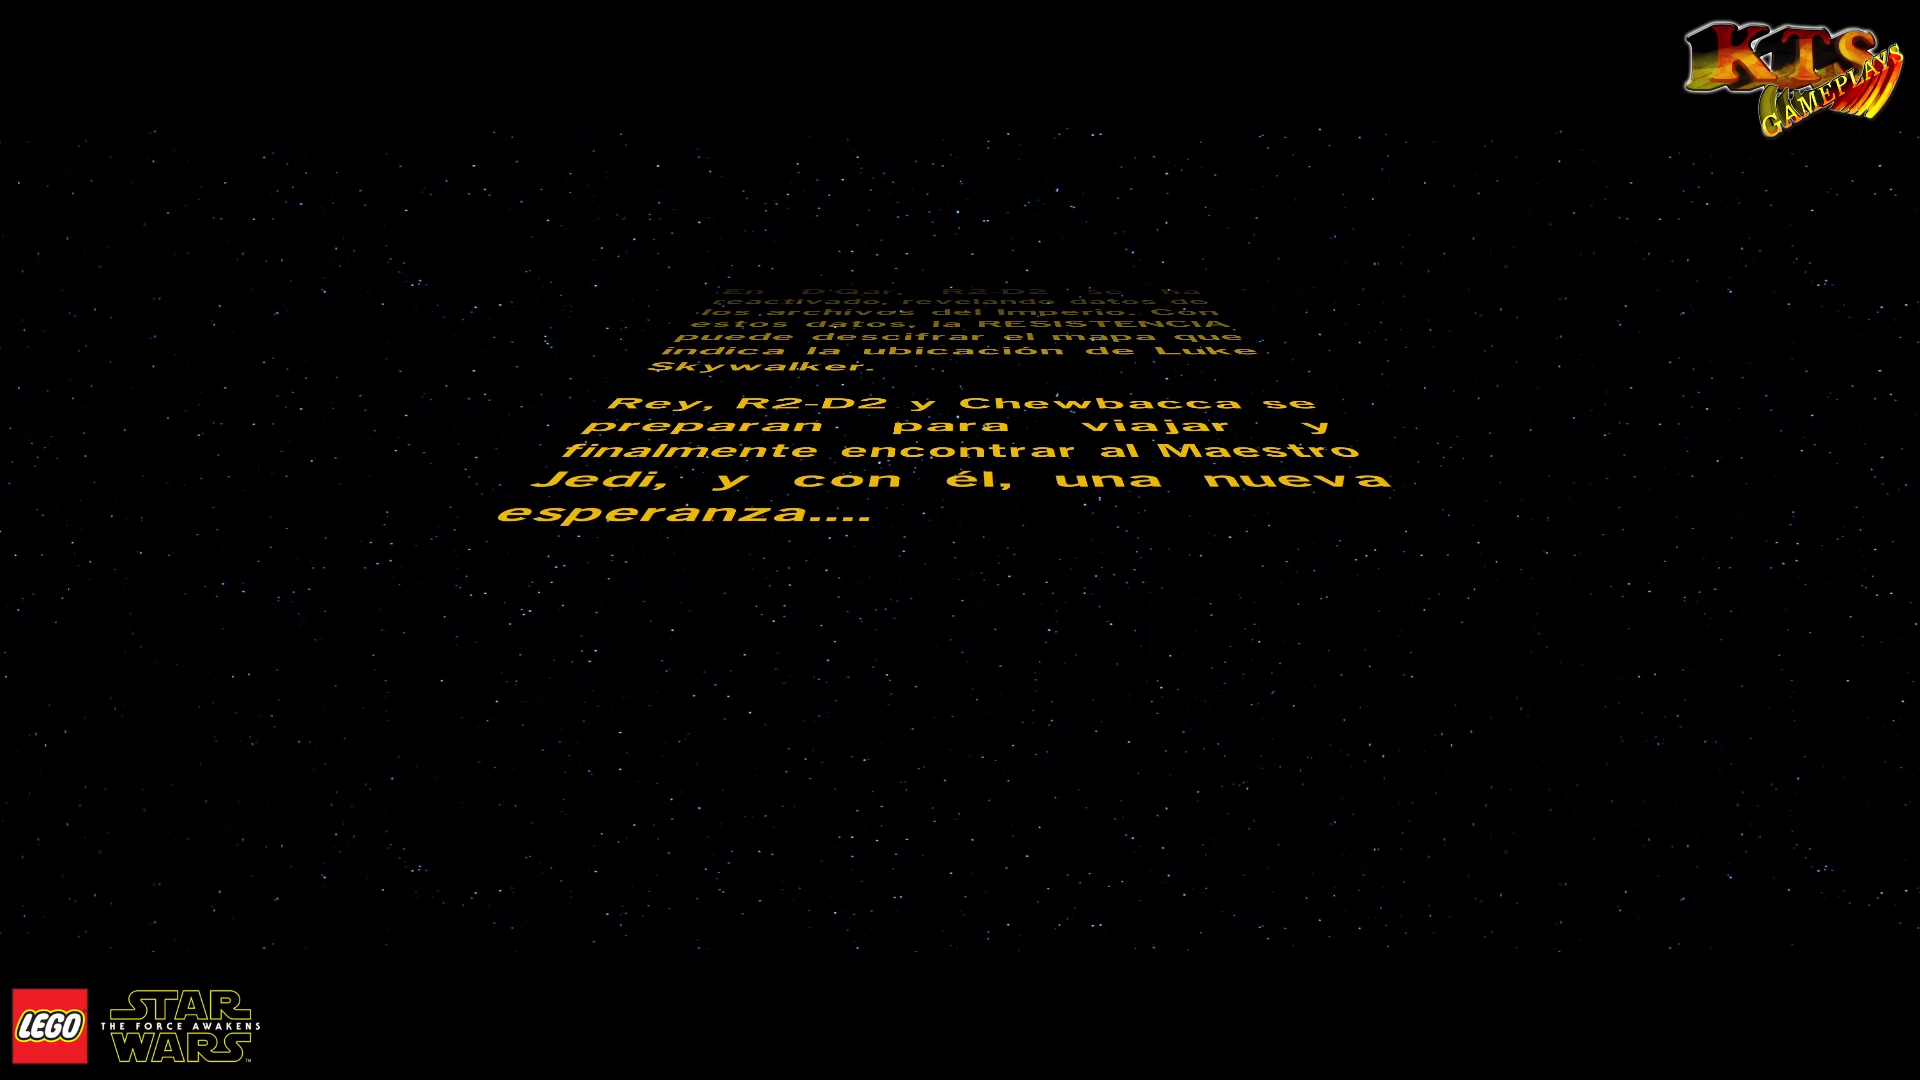 KTS
GAMEPLAYS
En D'Qar, R2-D2 se ha
reactivado, revelando datos de
los archivos del Imperio. Con
estos datos, la RESISTENCIA
puede descifrar el mapa que
indica la ubicación de Luke
Skywalker.
Rey, R2-D2 y Chewbacca se
preparan para viajar y
finalmente encontrar al Maestro
Jedi, y con él, una nueva
esperanza....
LEGO
STAR
THE FORCE AWAKENS
WARS